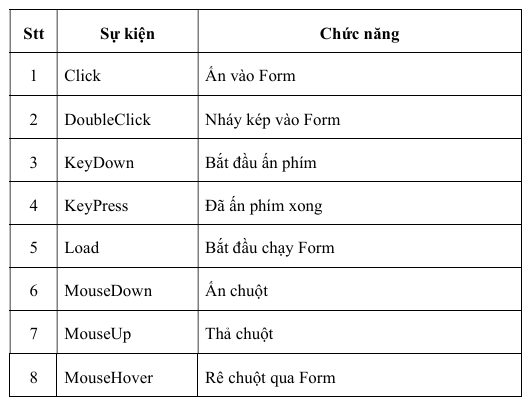 Stt Sự kiện Chức năng
1 Click Ấn vào Form
2 DoubleClick Nháy kép vào Form
3 KeyDown Bắt đầu ấn phím
4 KeyPress Đã ấn phím xong
5 Load Bắt đầu chạy Form
6 MouseDown Ấn chuột
7 MouseUp Thả chuột
8 MouseHover Rê chuột qua Form